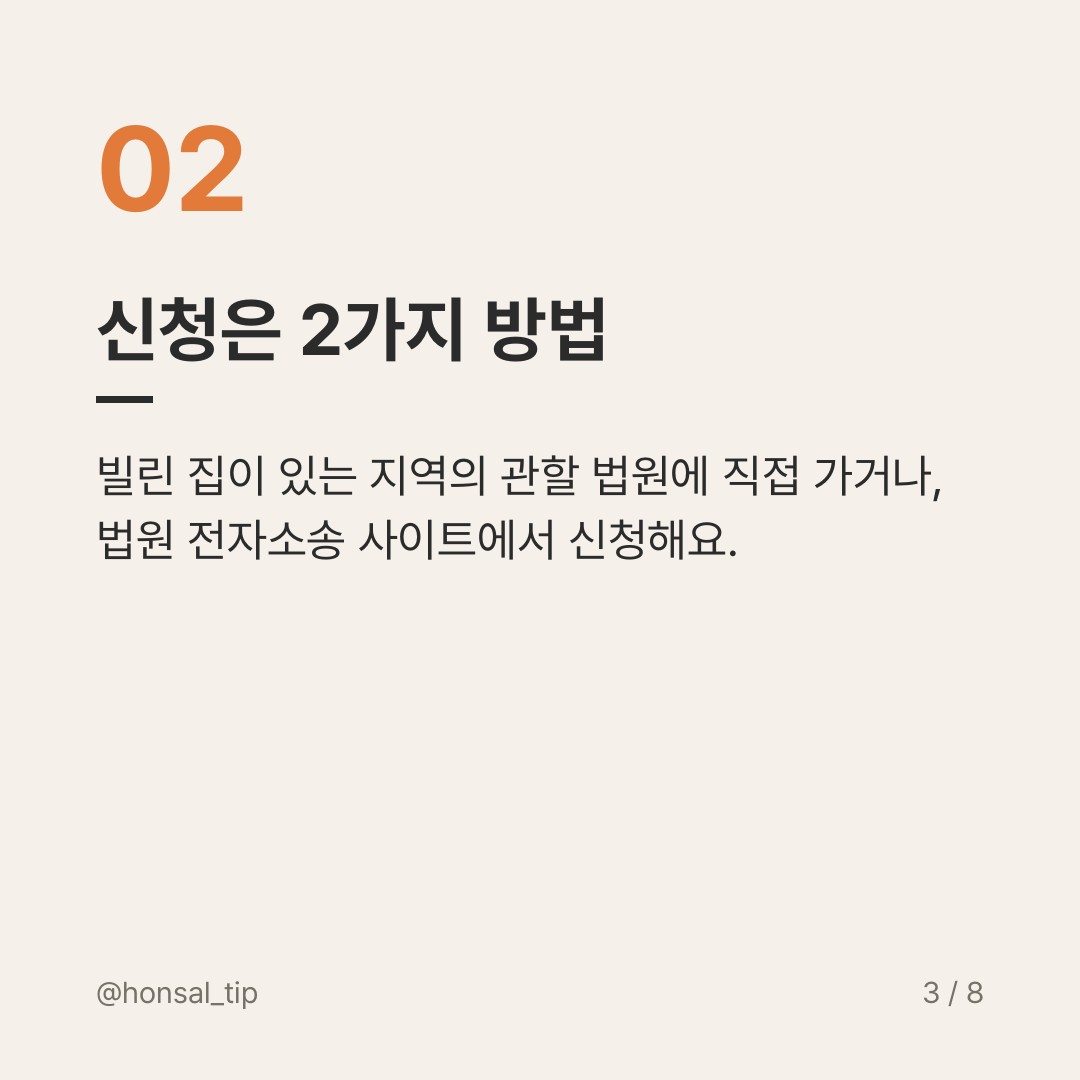 02
신청은 2가지 방법
빌린 집이 있는 지역의 관할 법원에 직접 가거나,
법원 전자소송 사이트에서 신청해요.
@honsal_tip
3 / 8